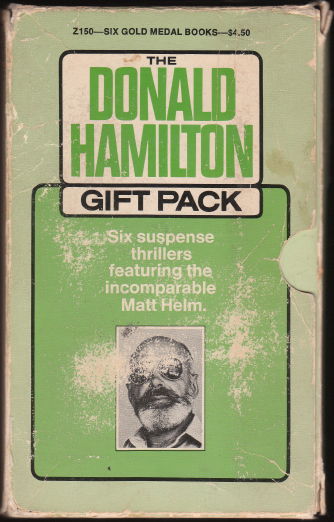 Z150—SIX GOLD MEDAL BOOKS—$4.50
THE
DONALD
HAMILTON
GIFT PACK
Six suspense
thrillers
featuring the
incomparable
Matt Helm.